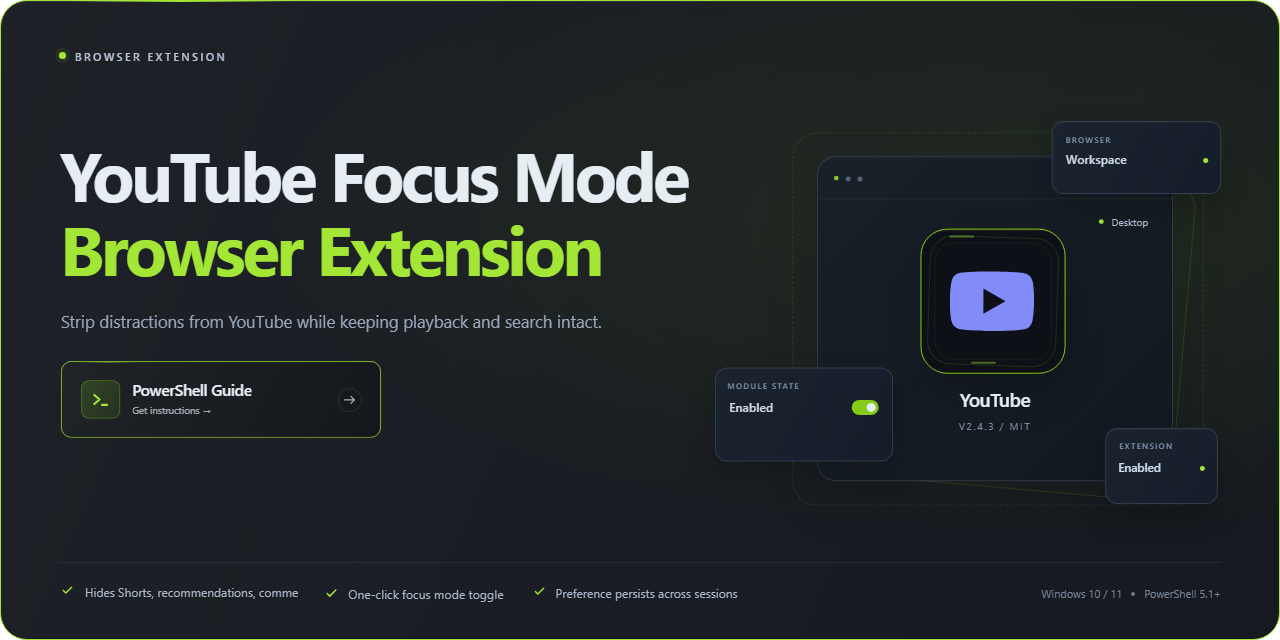 BROWSER EXTENSION
YouTube Focus Mode
Browser Extension
Strip distractions from YouTube while keeping playback and search intact.
PowerShell Guide
Get instructions →
BROWSER
Workspace
Desktop
MODULE STATE
Enabled
YouTube
V2.4.3 / MIT
EXTENSION
Enabled
Hides Shorts, recommendations, comme
One-click focus mode toggle
Preference persists across sessions
Windows 10 / 11 • PowerShell 5.1+